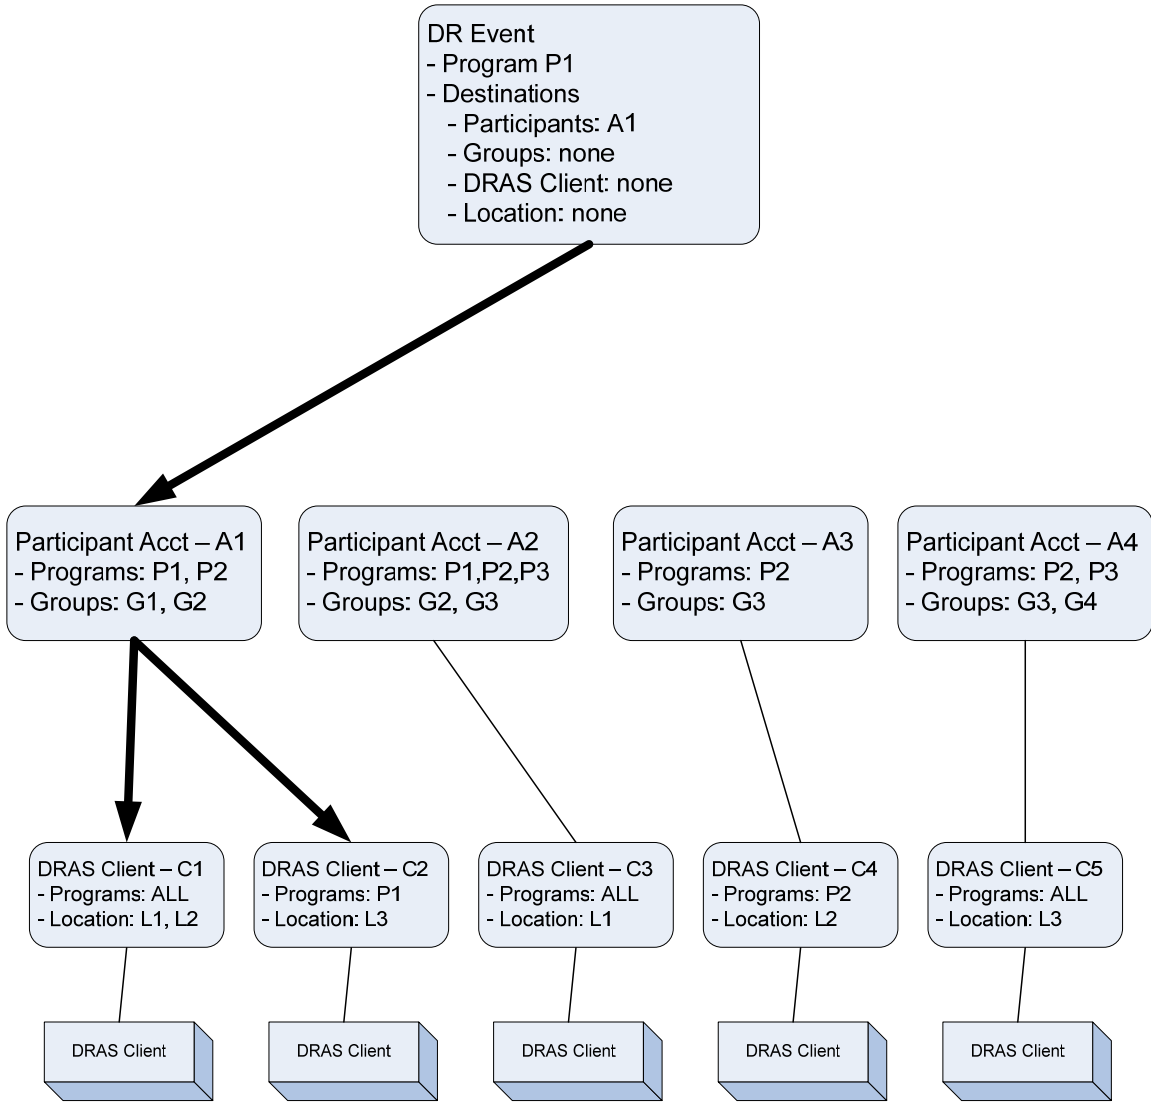 DR Event
- Program P1
- Destinations
- Participants: A1
- Groups: none
- DRAS Client: none
- Location: none
Participant Acct – A1
- Programs: P1, P2
- Groups: G1, G2
Participant Acct – A2
- Programs: P1,P2,P3
- Groups: G2, G3
Participant Acct – A3
- Programs: P2
- Groups: G3
Participant Acct – A4
- Programs: P2, P3
- Groups: G3, G4
DRAS Client – C1
- Programs: ALL
- Location: L1, L2
DRAS Client – C2
- Programs: P1
- Location: L3
DRAS Client – C3
- Programs: ALL
- Location: L1
DRAS Client – C4
- Programs: P2
- Location: L2
DRAS Client – C5
- Programs: ALL
- Location: L3
DRAS Client
DRAS Client
DRAS Client
DRAS Client
DRAS Client